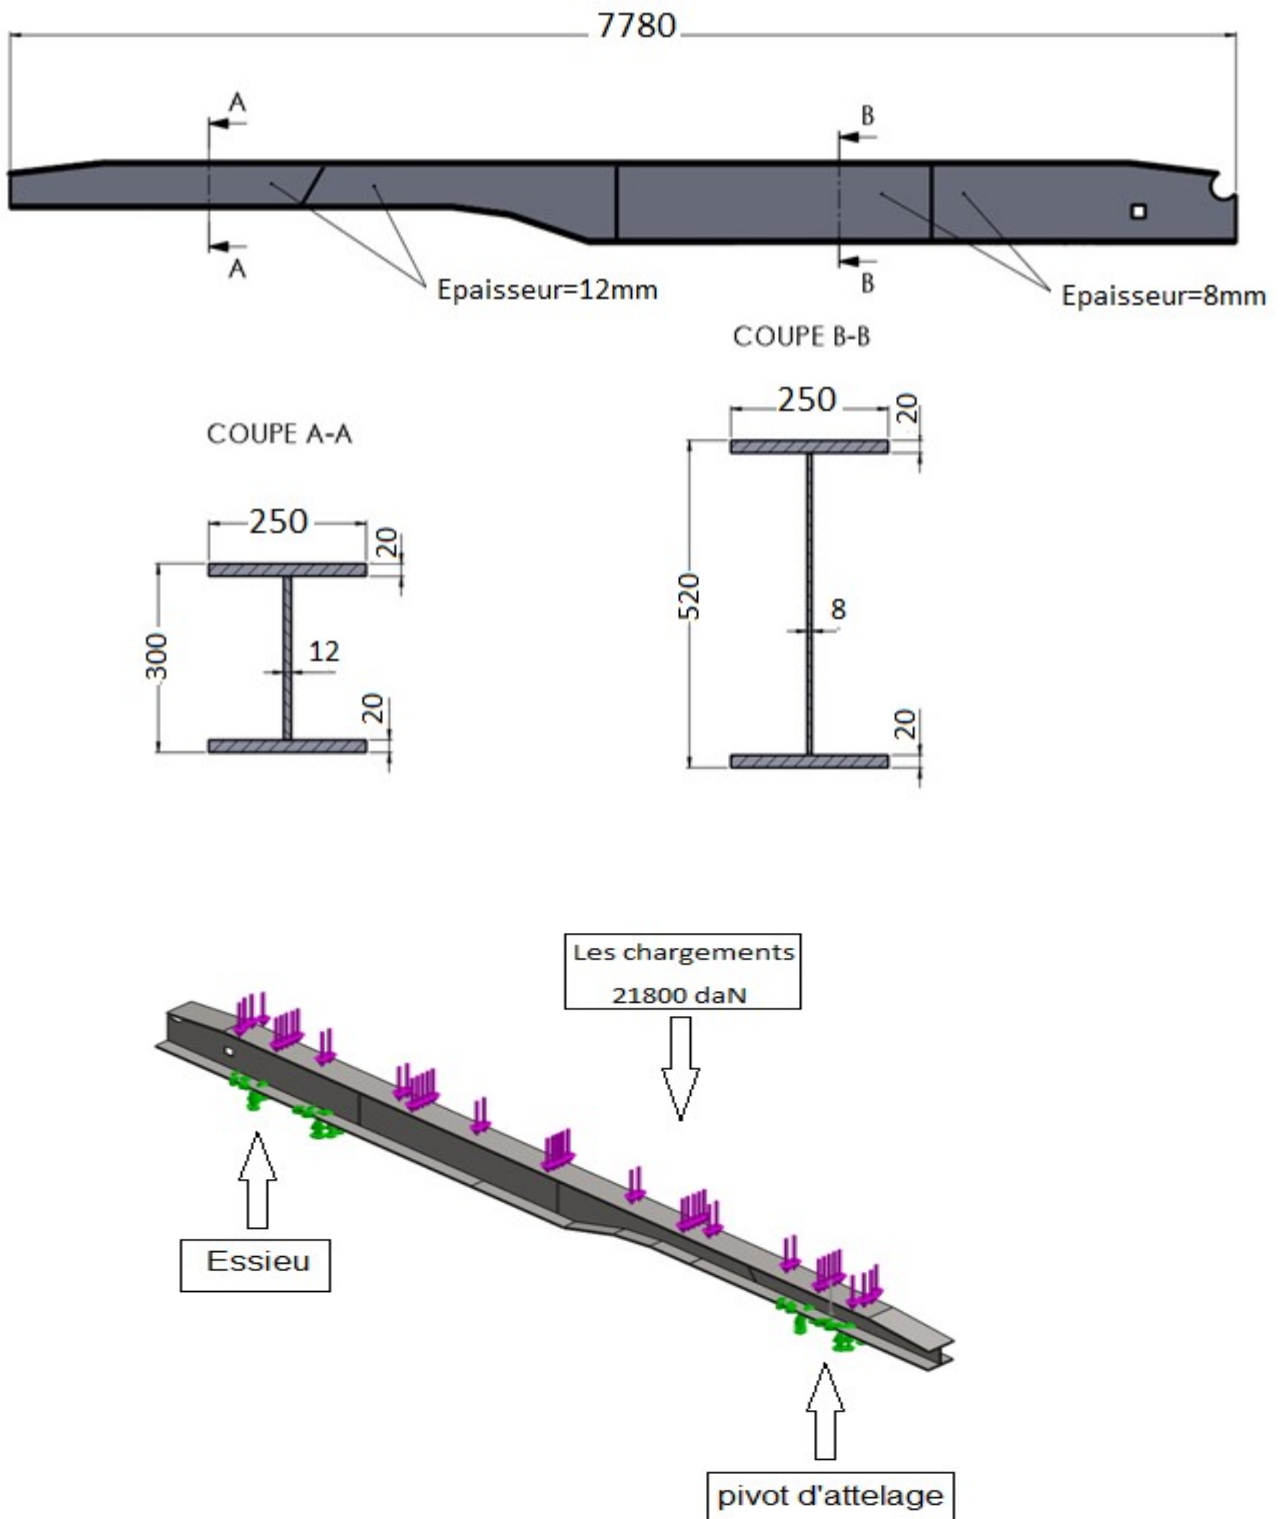 7780
A
B
A
B
Epaisseur=12mm
Epaisseur=8mm
COUPE B-B
COUPE A-A
250
20
520
8
20
250
20
300
12
20
Les chargements
21800 daN
Essieu
pivot d'attelage